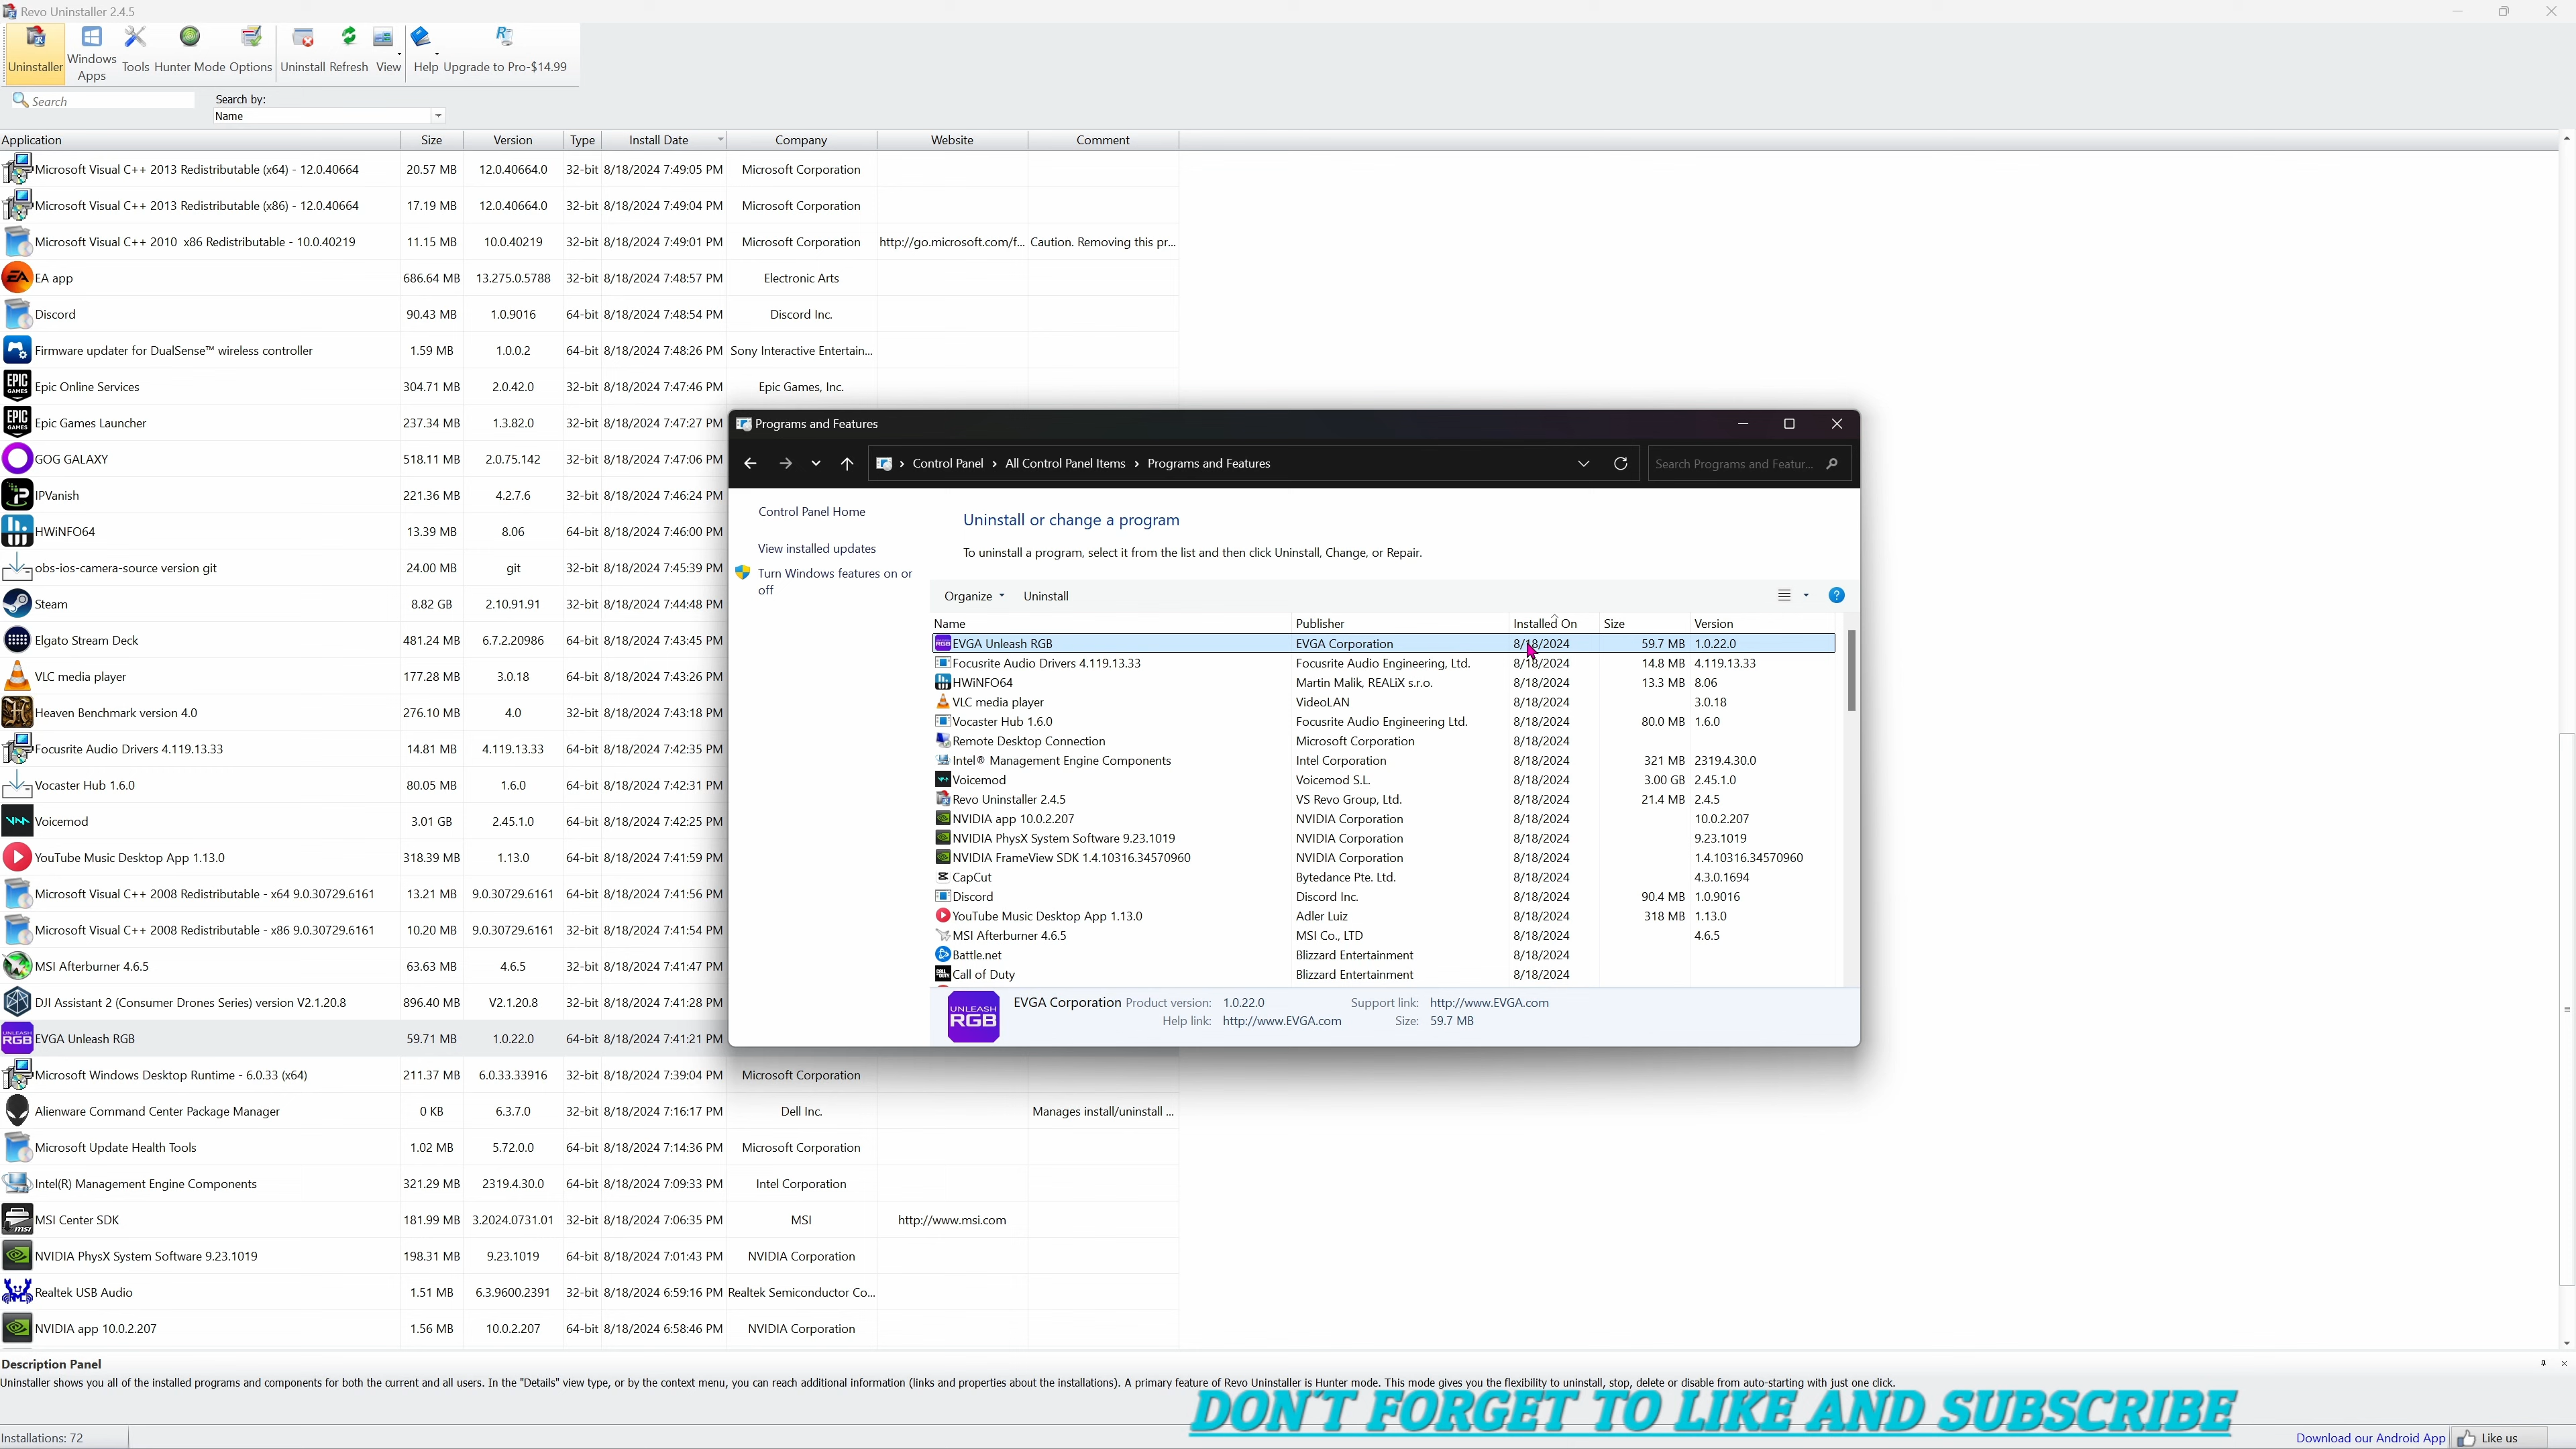 Revo Uninstaller 2.4.5
Uninstaller
Windows Apps
Tools
Hunter Mode
Options
Uninstall
Refresh
View
Help
Upgrade to Pro-$14.99
Search
Search by:
Name
Application Size Version Type Install Date Company Website Comment
Microsoft Visual C++ 2013 Redistributable (x64) - 12.0.40664 20.57 MB 12.0.40664.0 32-bit 8/18/2024 7:49:05 PM Microsoft Corporation
Microsoft Visual C++ 2013 Redistributable (x86) - 12.0.40664 17.19 MB 12.0.40664.0 32-bit 8/18/2024 7:49:04 PM Microsoft Corporation
Microsoft Visual C++ 2010 x86 Redistributable - 10.0.40219 11.15 MB 10.0.40219 32-bit 8/18/2024 7:49:01 PM Microsoft Corporation http://go.microsoft.com/f... Caution. Removing this pr...
EA app 686.64 MB 13.275.0.5788 32-bit 8/18/2024 7:48:57 PM Electronic Arts
Discord 90.43 MB 1.0.9016 64-bit 8/18/2024 7:48:54 PM Discord Inc.
Firmware updater for DualSense™ wireless controller 1.59 MB 1.0.0.2 64-bit 8/18/2024 7:48:26 PM Sony Interactive Entertain...
Epic Online Services 304.71 MB 2.0.42.0 32-bit 8/18/2024 7:47:46 PM Epic Games, Inc.
Epic Games Launcher 237.34 MB 1.3.82.0 32-bit 8/18/2024 7:47:27 PM
GOG GALAXY 518.11 MB 2.0.75.142 32-bit 8/18/2024 7:47:06 PM
IPVanish 221.36 MB 4.2.7.6 32-bit 8/18/2024 7:46:24 PM
HWiNFO64 13.39 MB 8.06 64-bit 8/18/2024 7:46:00 PM
obs-ios-camera-source version git 24.00 MB git 32-bit 8/18/2024 7:45:39 PM
Steam 8.82 GB 2.10.91.91 32-bit 8/18/2024 7:44:48 PM
Elgato Stream Deck 481.24 MB 6.7.2.20986 64-bit 8/18/2024 7:43:45 PM
VLC media player 177.28 MB 3.0.18 64-bit 8/18/2024 7:43:26 PM
Heaven Benchmark version 4.0 276.10 MB 4.0 32-bit 8/18/2024 7:43:18 PM
Focusrite Audio Drivers 4.119.13.33 14.81 MB 4.119.13.33 64-bit 8/18/2024 7:42:35 PM
Vocaster Hub 1.6.0 80.05 MB 1.6.0 64-bit 8/18/2024 7:42:31 PM
Voicemod 3.01 GB 2.45.1.0 64-bit 8/18/2024 7:42:25 PM
YouTube Music Desktop App 1.13.0 318.39 MB 1.13.0 64-bit 8/18/2024 7:41:59 PM
Microsoft Visual C++ 2008 Redistributable - x64 9.0.30729.6161 13.21 MB 9.0.30729.6161 64-bit 8/18/2024 7:41:56 PM
Microsoft Visual C++ 2008 Redistributable - x86 9.0.30729.6161 10.20 MB 9.0.30729.6161 32-bit 8/18/2024 7:41:54 PM
MSI Afterburner 4.6.5 63.63 MB 4.6.5 32-bit 8/18/2024 7:41:47 PM
DJI Assistant 2 (Consumer Drones Series) version V2.1.20.8 896.40 MB V2.1.20.8 32-bit 8/18/2024 7:41:28 PM
EVGA Unleash RGB 59.71 MB 1.0.22.0 64-bit 8/18/2024 7:41:21 PM
Microsoft Windows Desktop Runtime - 6.0.33 (x64) 211.37 MB 6.0.33.33916 32-bit 8/18/2024 7:39:04 PM Microsoft Corporation
Alienware Command Center Package Manager 0 KB 6.3.7.0 32-bit 8/18/2024 7:16:17 PM Dell Inc. Manages install/uninstall ...
Microsoft Update Health Tools 1.02 MB 5.72.0.0 64-bit 8/18/2024 7:14:36 PM Microsoft Corporation
Intel(R) Management Engine Components 321.29 MB 2319.4.30.0 64-bit 8/18/2024 7:09:33 PM Intel Corporation
MSI Center SDK 181.99 MB 3.2024.0731.01 32-bit 8/18/2024 7:06:35 PM MSI http://www.msi.com
NVIDIA PhysX System Software 9.23.1019 198.31 MB 9.23.1019 64-bit 8/18/2024 7:01:43 PM NVIDIA Corporation
Realtek USB Audio 1.51 MB 6.3.9600.2391 32-bit 8/18/2024 6:59:16 PM Realtek Semiconductor Co...
NVIDIA app 10.0.2.207 1.56 MB 10.0.2.207 64-bit 8/18/2024 6:58:46 PM NVIDIA Corporation
Programs and Features
Control Panel › All Control Panel Items › Programs and Features
Search Programs and Featur...
Control Panel Home
View installed updates
Turn Windows features on or
off
Uninstall or change a program
To uninstall a program, select it from the list and then click Uninstall, Change, or Repair.
Organize Uninstall
Name Publisher Installed On Size Version
EVGA Unleash RGB EVGA Corporation 8/18/2024 59.7 MB 1.0.22.0
Focusrite Audio Drivers 4.119.13.33 Focusrite Audio Engineering, Ltd. 8/18/2024 14.8 MB 4.119.13.33
HWiNFO64 Martin Malik, REALiX s.r.o. 8/18/2024 13.3 MB 8.06
VLC media player VideoLAN 8/18/2024 3.0.18
Vocaster Hub 1.6.0 Focusrite Audio Engineering Ltd. 8/18/2024 80.0 MB 1.6.0
Remote Desktop Connection Microsoft Corporation 8/18/2024
Intel® Management Engine Components Intel Corporation 8/18/2024 321 MB 2319.4.30.0
Voicemod Voicemod S.L. 8/18/2024 3.00 GB 2.45.1.0
Revo Uninstaller 2.4.5 VS Revo Group, Ltd. 8/18/2024 21.4 MB 2.4.5
NVIDIA app 10.0.2.207 NVIDIA Corporation 8/18/2024 10.0.2.207
NVIDIA PhysX System Software 9.23.1019 NVIDIA Corporation 8/18/2024 9.23.1019
NVIDIA FrameView SDK 1.4.10316.34570960 NVIDIA Corporation 8/18/2024 1.4.10316.34570960
CapCut Bytedance Pte. Ltd. 8/18/2024 4.3.0.1694
Discord Discord Inc. 8/18/2024 90.4 MB 1.0.9016
YouTube Music Desktop App 1.13.0 Adler Luiz 8/18/2024 318 MB 1.13.0
MSI Afterburner 4.6.5 MSI Co., LTD 8/18/2024 4.6.5
Battle.net Blizzard Entertainment 8/18/2024
Call of Duty Blizzard Entertainment 8/18/2024
UNLEASH
RGB
EVGA Corporation Product version: 1.0.22.0 Support link: http://www.EVGA.com
Help link: http://www.EVGA.com Size: 59.7 MB
Description Panel
Uninstaller shows you all of the installed programs and components for both the current and all users. In the "Details" view type, or by the context menu, you can reach additional information (links and properties about the installations). A primary feature of Revo Uninstaller is Hunter mode. This mode gives you the flexibility to uninstall, stop, delete or disable from auto-starting with just one click.
DON'T FORGET TO LIKE AND SUBSCRIBE
Installations: 72
Download our Android App
Like us